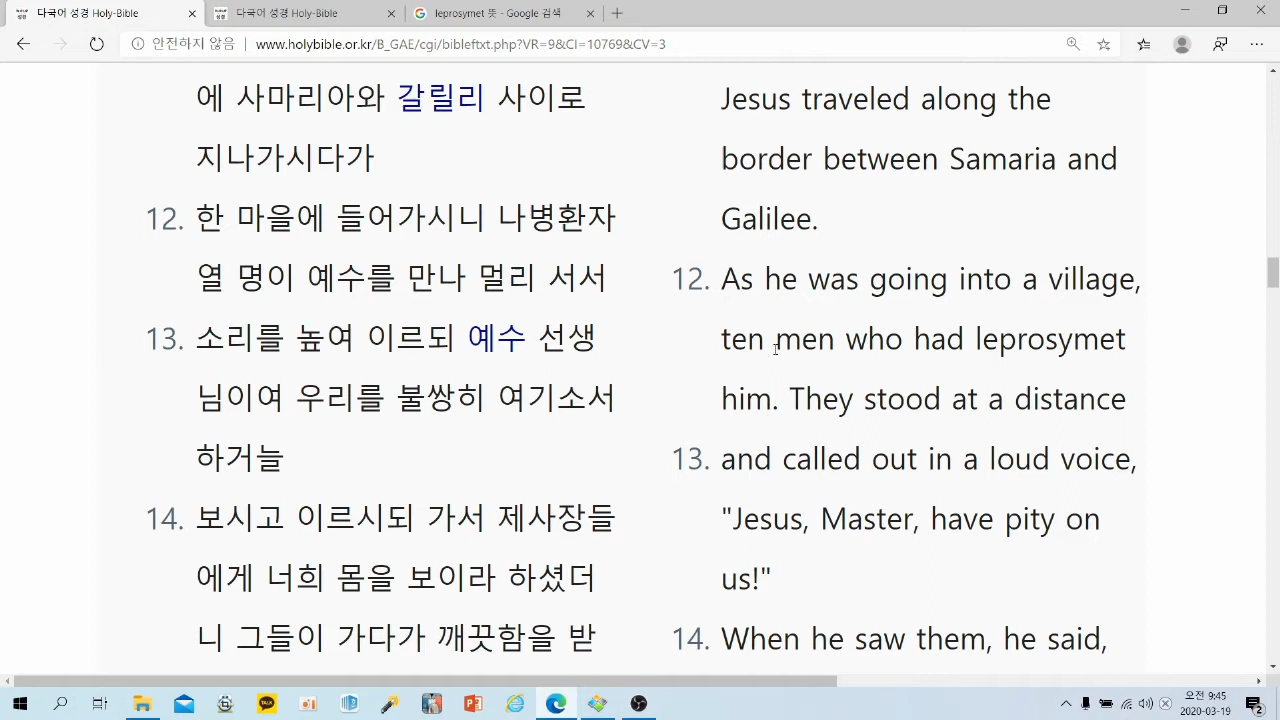 다국어 성경 Holy-Bible
다국어 성경 Holy-Bible
leprosymet 뜻 - Google 검색
안전하지 않음
www.holybible.or.kr/B_GAE/cgi/bibleftxt.php?VR=9&CI=10769&CV=3
에 사마리아와 갈릴리 사이로
지나가시다가
12. 한 마을에 들어가시니 나병환자
열 명이 예수를 만나 멀리 서서
13. 소리를 높여 이르되 예수 선생
님이여 우리를 불쌍히 여기소서
하거늘
14. 보시고 이르시되 가서 제사장들
에게 너희 몸을 보이라 하셨더
니 그들이 가다가 깨끗함을 받
Jesus traveled along the
border between Samaria and
Galilee.
12. As he was going into a village,
ten men who had leprosymet
him. They stood at a distance
13. and called out in a loud voice,
"Jesus, Master, have pity on
us!"
14. When he saw them, he said,
TALK
오전 9:45
2020-03-19
2